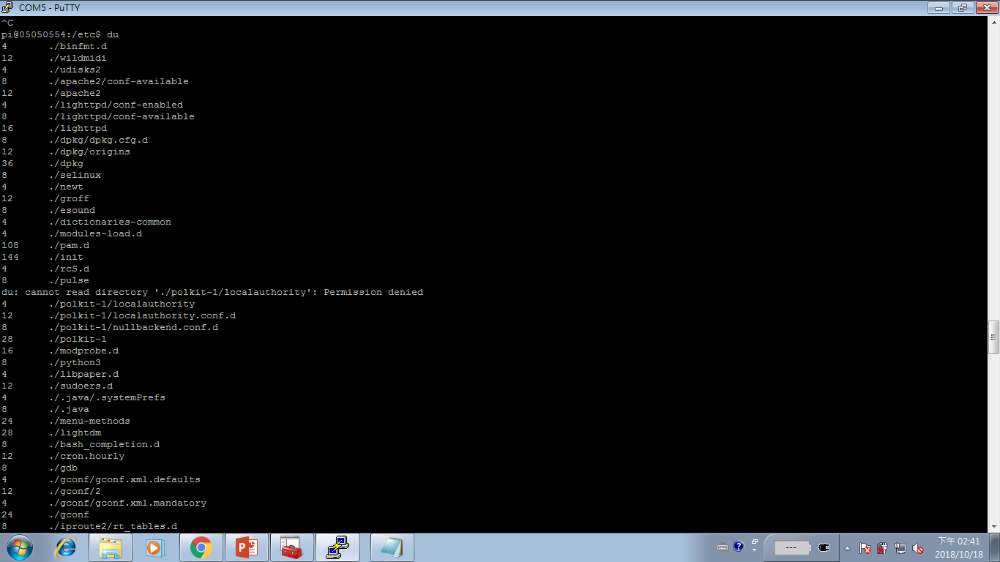 COM5 - PuTTY
^C
pi@05050554:/etc$ du
4       ./binfmt.d
12      ./wildmidi
4       ./udisks2
8       ./apache2/conf-available
12      ./apache2
4       ./lighttpd/conf-enabled
8       ./lighttpd/conf-available
16      ./lighttpd
8       ./dpkg/dpkg.cfg.d
12      ./dpkg/origins
36      ./dpkg
8       ./selinux
4       ./newt
12      ./groff
8       ./esound
4       ./dictionaries-common
4       ./modules-load.d
108     ./pam.d
144     ./init
4       ./rcS.d
8       ./pulse
du: cannot read directory './polkit-1/localauthority': Permission denied
4       ./polkit-1/localauthority
12      ./polkit-1/localauthority.conf.d
8       ./polkit-1/nullbackend.conf.d
28      ./polkit-1
16      ./modprobe.d
8       ./python3
4       ./libpaper.d
12      ./sudoers.d
4       ./.java/.systemPrefs
8       ./.java
24      ./menu-methods
28      ./lightdm
8       ./bash_completion.d
12      ./cron.hourly
8       ./gdb
4       ./gconf/gconf.xml.defaults
12      ./gconf/2
4       ./gconf/gconf.xml.mandatory
24      ./gconf
8       ./iproute2/rt_tables.d
---
下午 02:41
2018/10/18